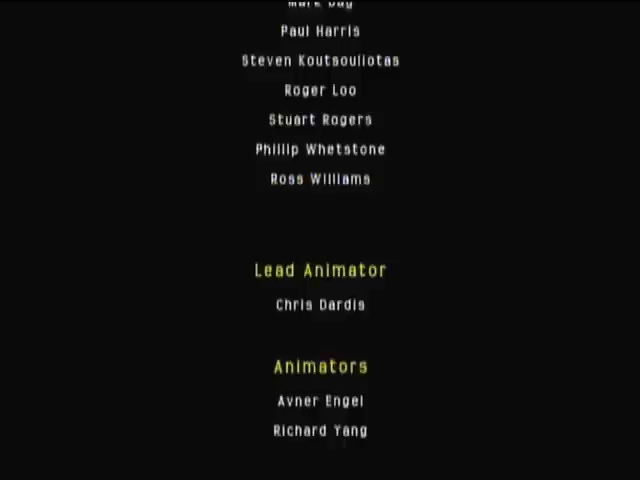 Paul Harris
Steven Koutsouliotas
Roger Loo
Stuart Rogers
Phillip Whetstone
Ross Williams
Lead Animator
Chris Dardis
Animators
Avner Engel
Richard Yang